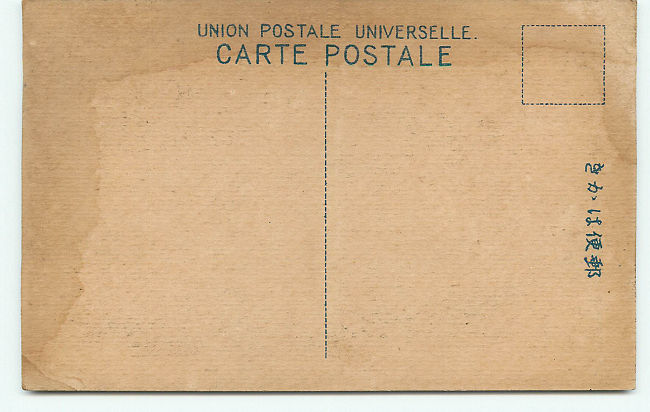 UNION POSTALE UNIVERSELLE.
CARTE POSTALE
郵便はかき